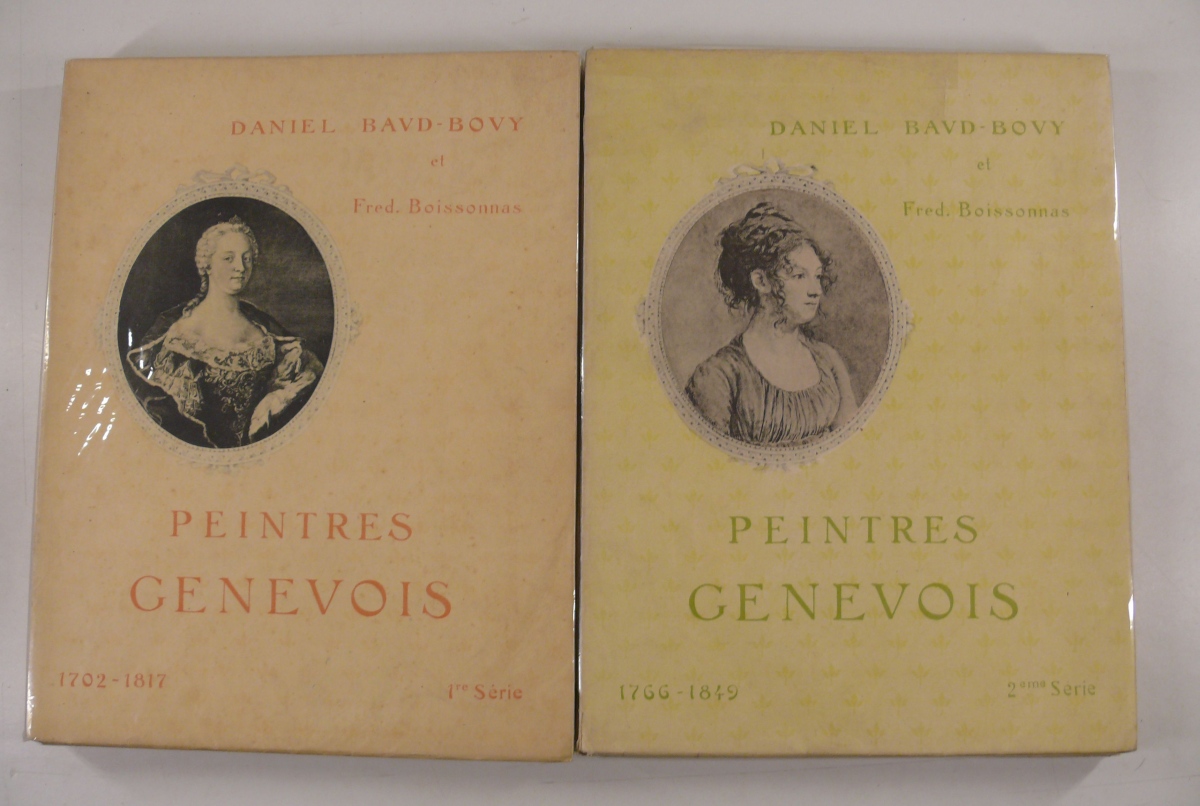 DANIEL BAVD-BOVY
et
Fred. Boissonnas
PEINTRES
GENEVOIS
1702-1817
1re Série
DANIEL BAVD-BOVY
et
Fred. Boissonnas
PEINTRES
GENEVOIS
1766-1849
2ème Série